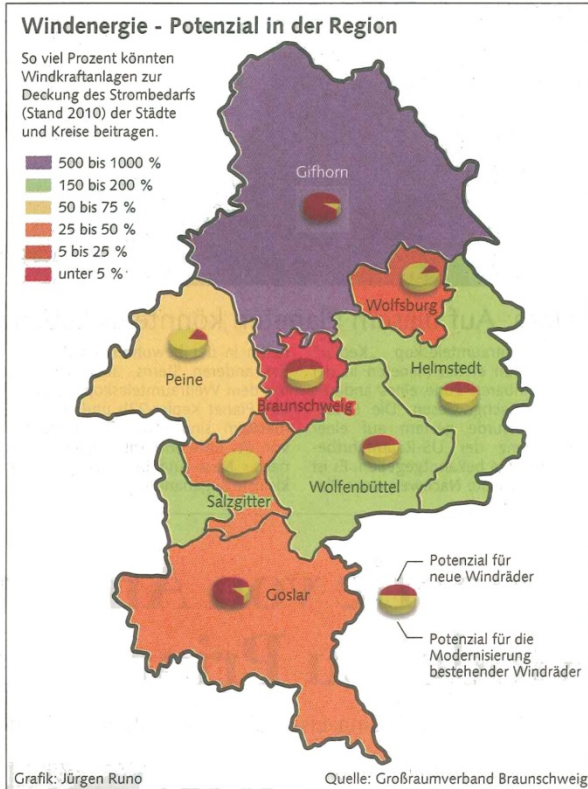 Windenergie - Potenzial in der Region
So viel Prozent könnten
Windkraftanlagen zur
Deckung des Strombedarfs
(Stand 2010) der Städte
und Kreise beitragen.
500 bis 1000 %
150 bis 200 %
50 bis 75 %
25 bis 50 %
5 bis 25 %
unter 5 %
Gifhorn
Wolfsburg
Peine
Helmstedt
Braunschweig
Wolfenbüttel
Salzgitter
Goslar
Potenzial für
neue Windräder
Potenzial für die
Modernisierung
bestehender Windräder
Grafik: Jürgen Runo
Quelle: Großraumverband Braunschweig